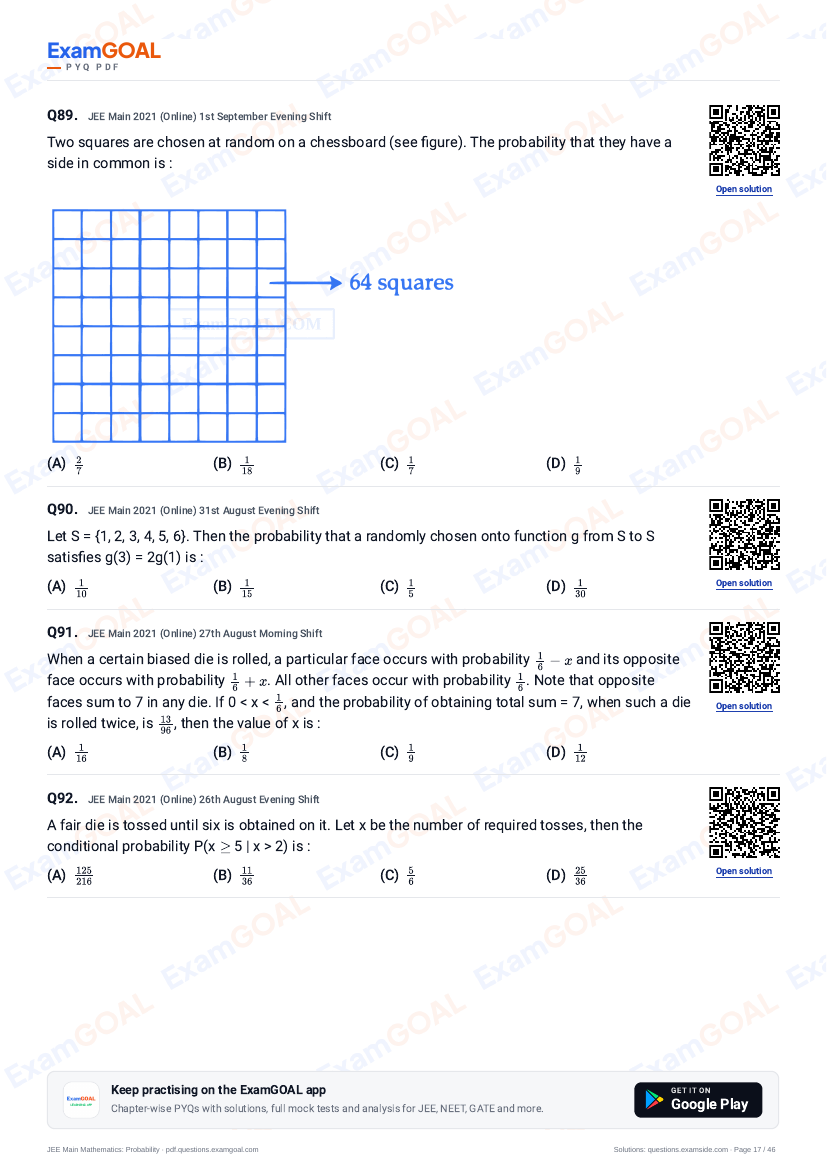 ExamGOAL
PYQ PDF
Q89. JEE Main 2021 (Online) 1st September Evening Shift
Two squares are chosen at random on a chessboard (see figure). The probability that they have a
side in common is :
Open solution
64 squares
ExamGOAL.COM
(A) 2/7 (B) 1/18 (C) 1/7 (D) 1/9
Q90. JEE Main 2021 (Online) 31st August Evening Shift
Let S = {1, 2, 3, 4, 5, 6}. Then the probability that a randomly chosen onto function g from S to S
satisfies g(3) = 2g(1) is :
(A) 1/10 (B) 1/15 (C) 1/5 (D) 1/30
Open solution
Q91. JEE Main 2021 (Online) 27th August Morning Shift
When a certain biased die is rolled, a particular face occurs with probability 1/6 − x and its opposite
face occurs with probability 1/6 + x. All other faces occur with probability 1/6. Note that opposite
faces sum to 7 in any die. If 0 < x < 1/6, and the probability of obtaining total sum = 7, when such a die
is rolled twice, is 13/96, then the value of x is :
Open solution
(A) 1/16 (B) 1/8 (C) 1/9 (D) 1/12
Q92. JEE Main 2021 (Online) 26th August Evening Shift
A fair die is tossed until six is obtained on it. Let x be the number of required tosses, then the
conditional probability P(x ≥ 5 | x > 2) is :
(A) 125/216 (B) 11/36 (C) 5/6 (D) 25/36
Open solution
Keep practising on the ExamGOAL app
Chapter-wise PYQs with solutions, full mock tests and analysis for JEE, NEET, GATE and more.
GET IT ON
Google Play
JEE Main Mathematics: Probability · pdf.questions.examgoal.com
Solutions: questions.examside.com · Page 17 / 46